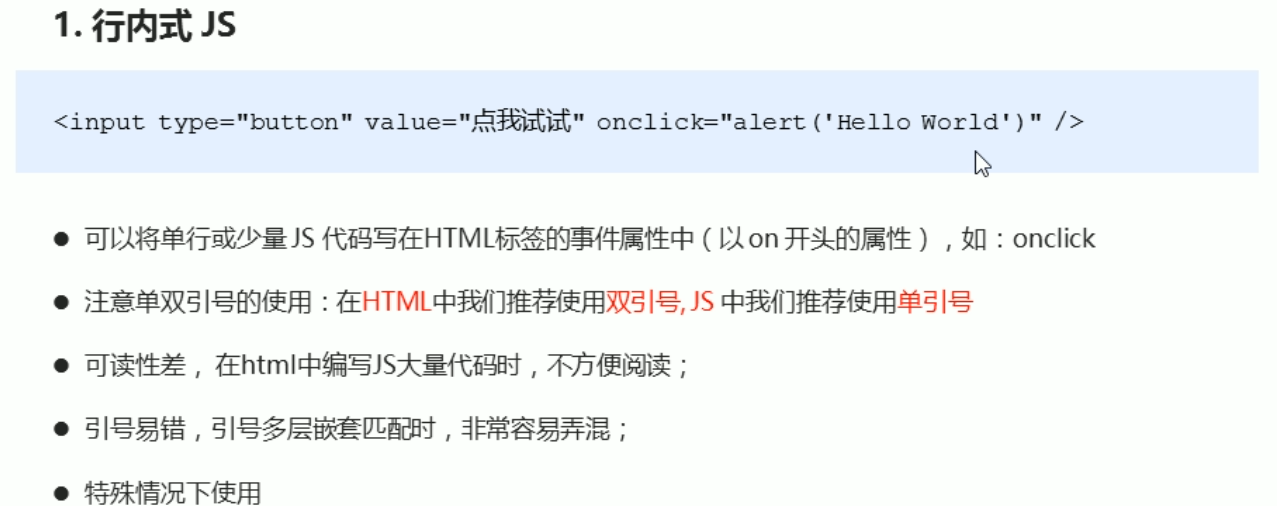 1. 行内式 JS
<input type="button" value="点我试试" onclick="alert('Hello World')" />
● 可以将单行或少量 JS 代码写在HTML标签的事件属性中（以 on 开头的属性），如：onclick
● 注意单双引号的使用：在HTML中我们推荐使用双引号, JS 中我们推荐使用单引号
● 可读性差， 在html中编写JS大量代码时，不方便阅读；
● 引号易错，引号多层嵌套匹配时，非常容易弄混；
● 特殊情况下使用